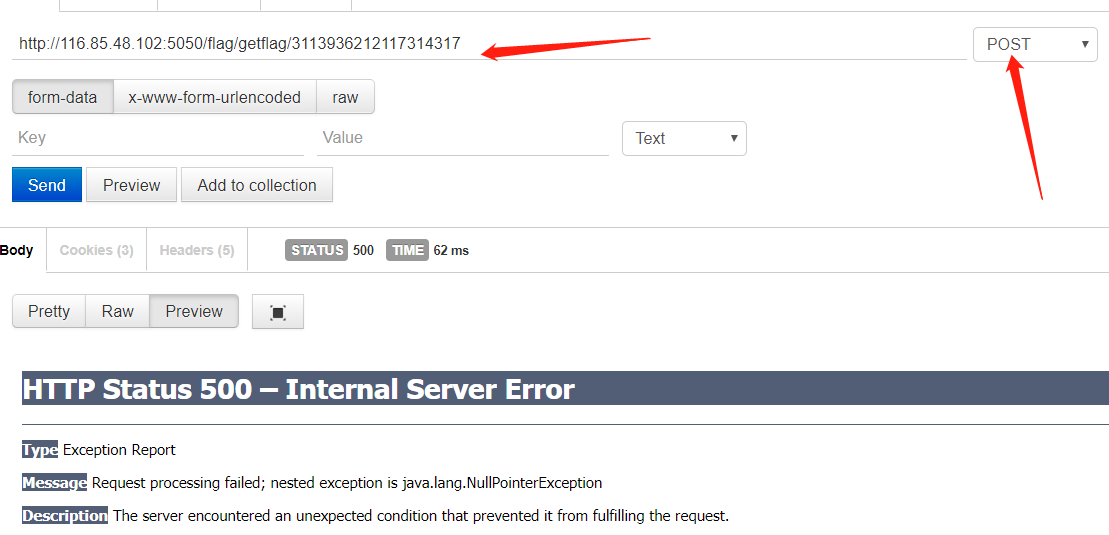 http://116.85.48.102:5050/flag/getflag/3113936212117314317 POST
form-data x-www-form-urlencoded raw
Key Value Text
Send Preview Add to collection
Body Cookies (3) Headers (5) STATUS 500 TIME 62 ms
Pretty Raw Preview
HTTP Status 500 – Internal Server Error
Type Exception Report
Message Request processing failed; nested exception is java.lang.NullPointerException
Description The server encountered an unexpected condition that prevented it from fulfilling the request.